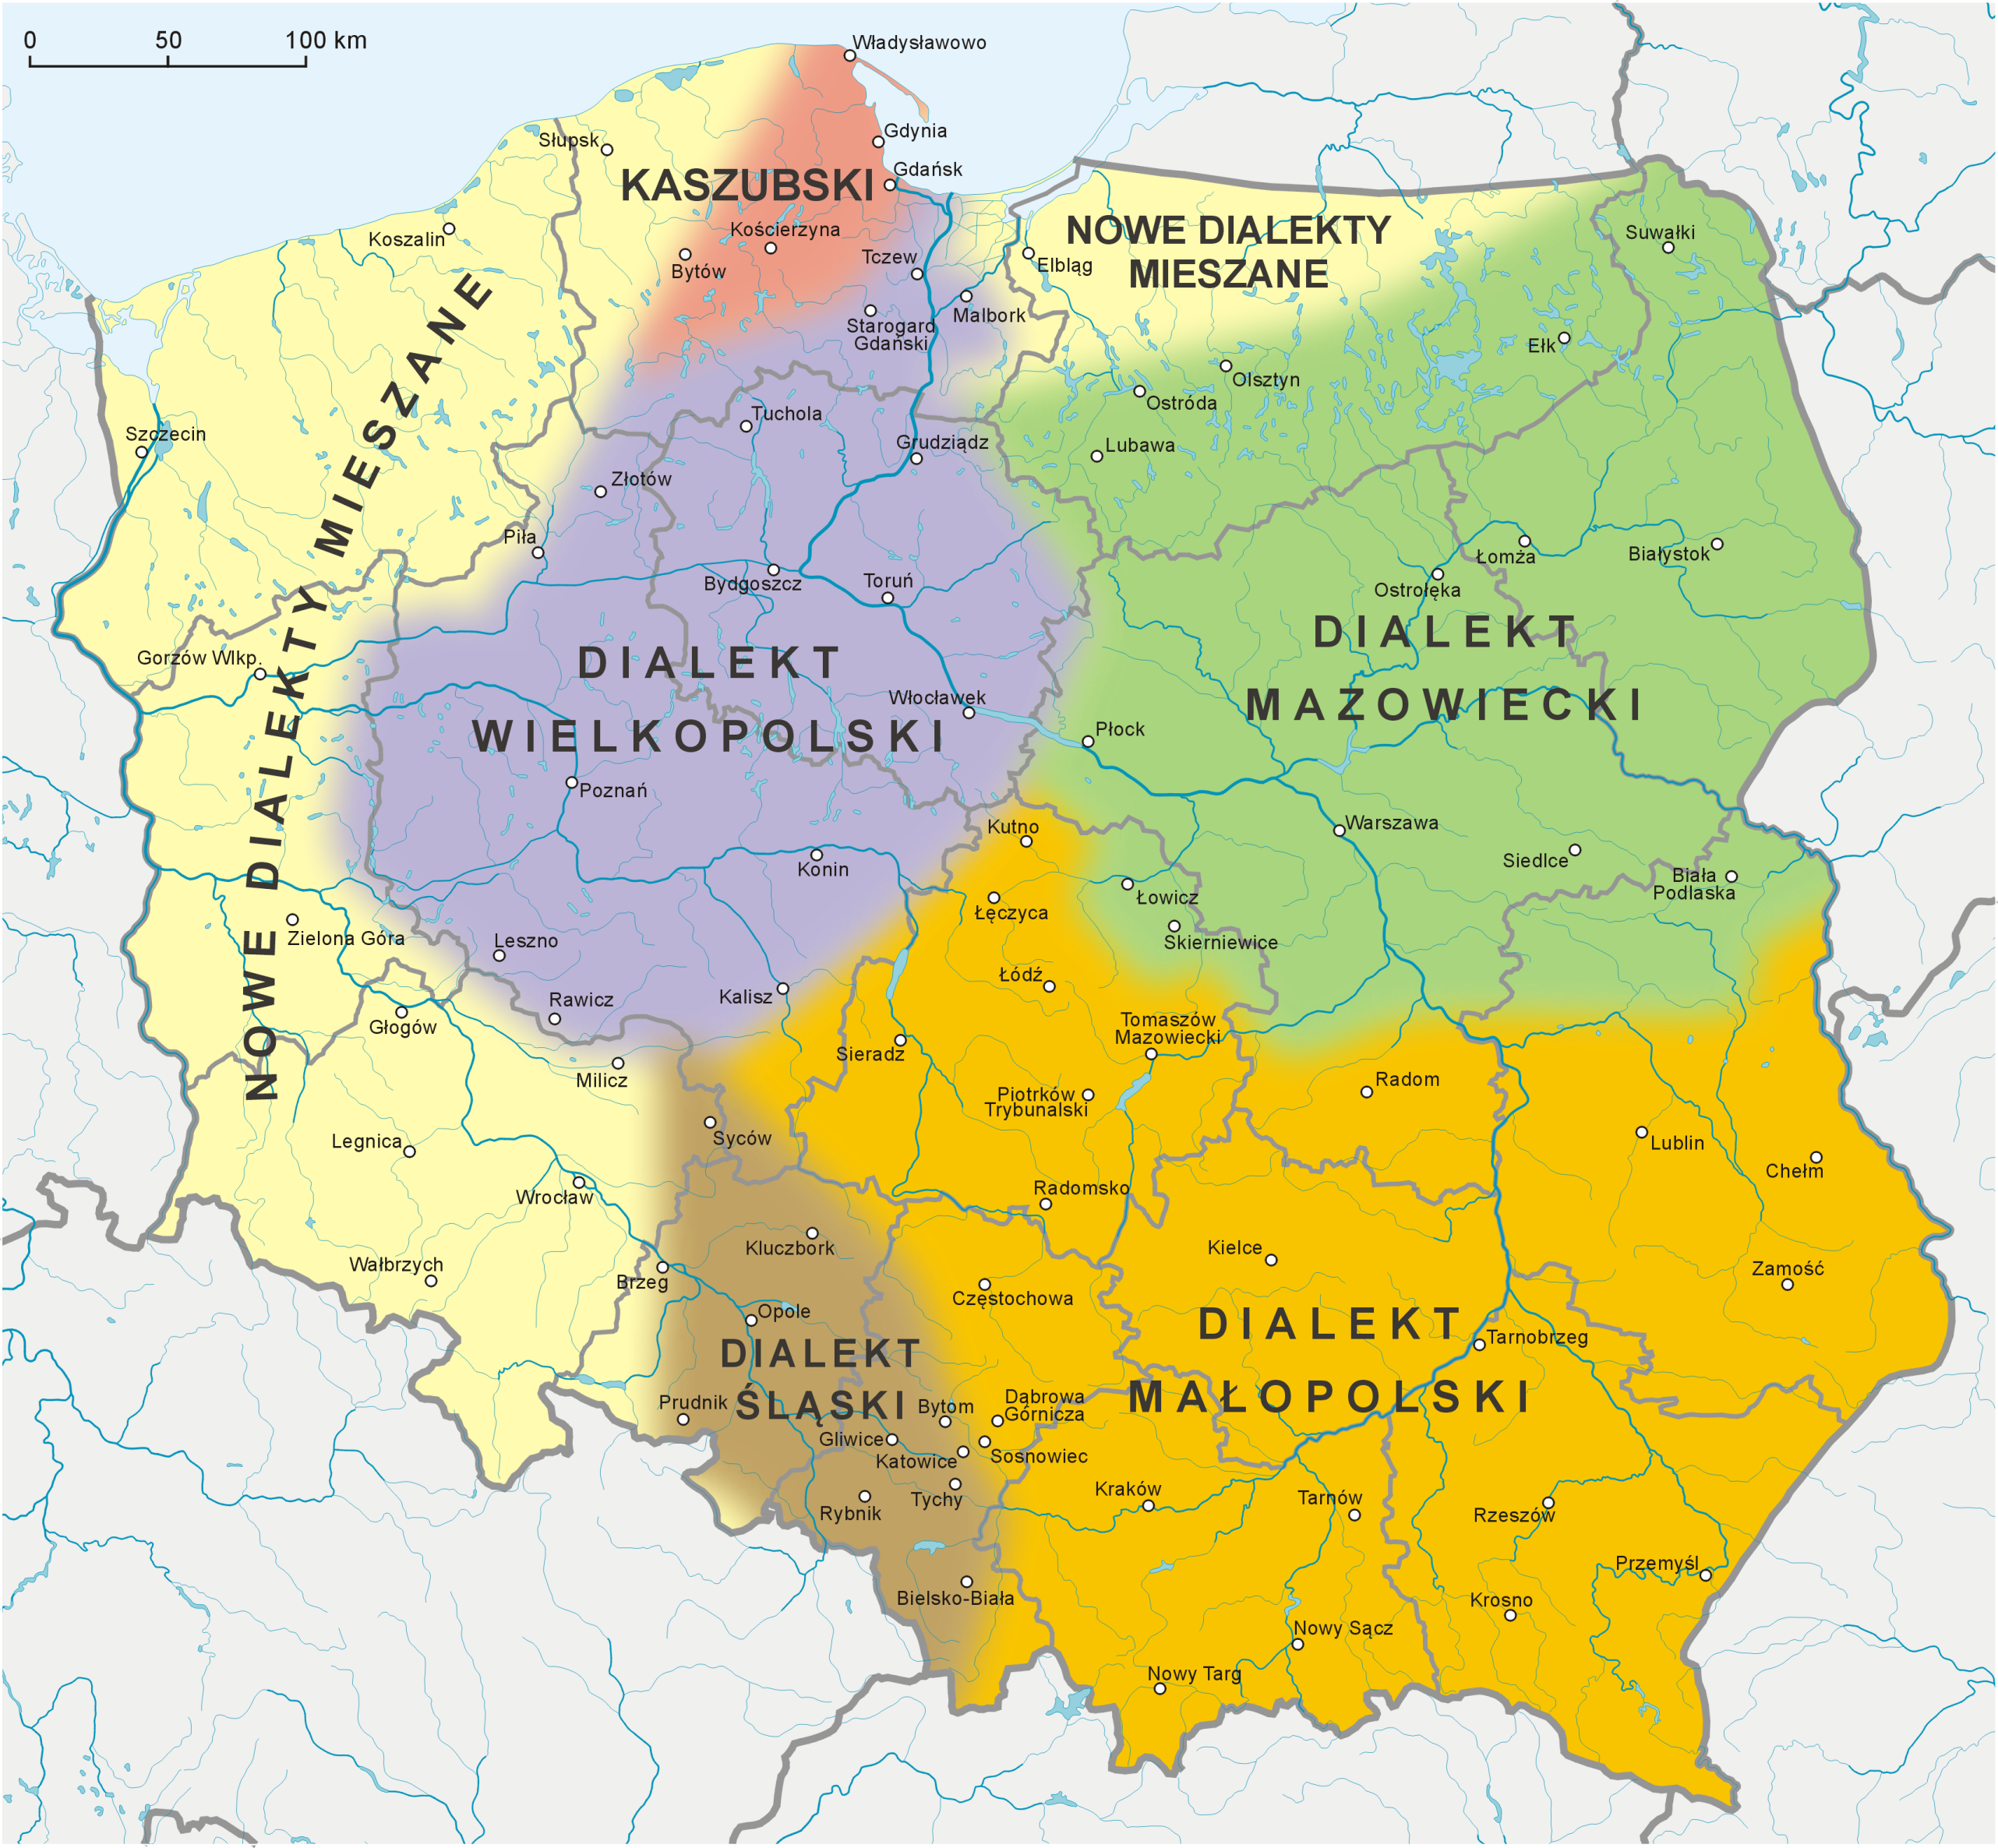 0 50 100 km
Władysławowo
Gdynia
Słupsk
Gdańsk
KASZUBSKI
NOWE DIALEKTY
MIESZANE
Suwałki
Koszalin
Kościerzyna
Bytów
Tczew
Elbląg
Malbork
Starogard
Gdański
Ełk
Olsztyn
Ostróda
Tuchola
Grudziądz
Lubawa
Szczecin
Złotów
Piła
Bydgoszcz
Toruń
Ostrołęka
Łomża
Białystok
NOWE DIALEKTY MIESZANE
Gorzów Wlkp.
DIALEKT
WIELKOPOLSKI
DIALEKT
MAZOWIECKI
Włocławek
Płock
Poznań
Kutno
Warszawa
Siedlce
Biała
Podlaska
Konin
Łęczyca
Łowicz
Skierniewice
Zielona Góra
Leszno
Łódź
Kalisz
Rawicz
Głogów
Sieradz
Tomaszów
Mazowiecki
Milicz
Piotrków
Trybunalski
Radom
Syców
Legnica
Lublin
Chełm
Wrocław
Radomsko
Kluczbork
Kielce
Wałbrzych
Brzeg
Częstochowa
Zamość
Opole
DIALEKT
ŚLĄSKI
DIALEKT
MAŁOPOLSKI
Tarnobrzeg
Prudnik
Bytom
Dąbrowa
Górnicza
Gliwice
Katowice
Sosnowiec
Tychy
Rybnik
Kraków
Tarnów
Rzeszów
Przemyśl
Bielsko-Biała
Krosno
Nowy Sącz
Nowy Targ